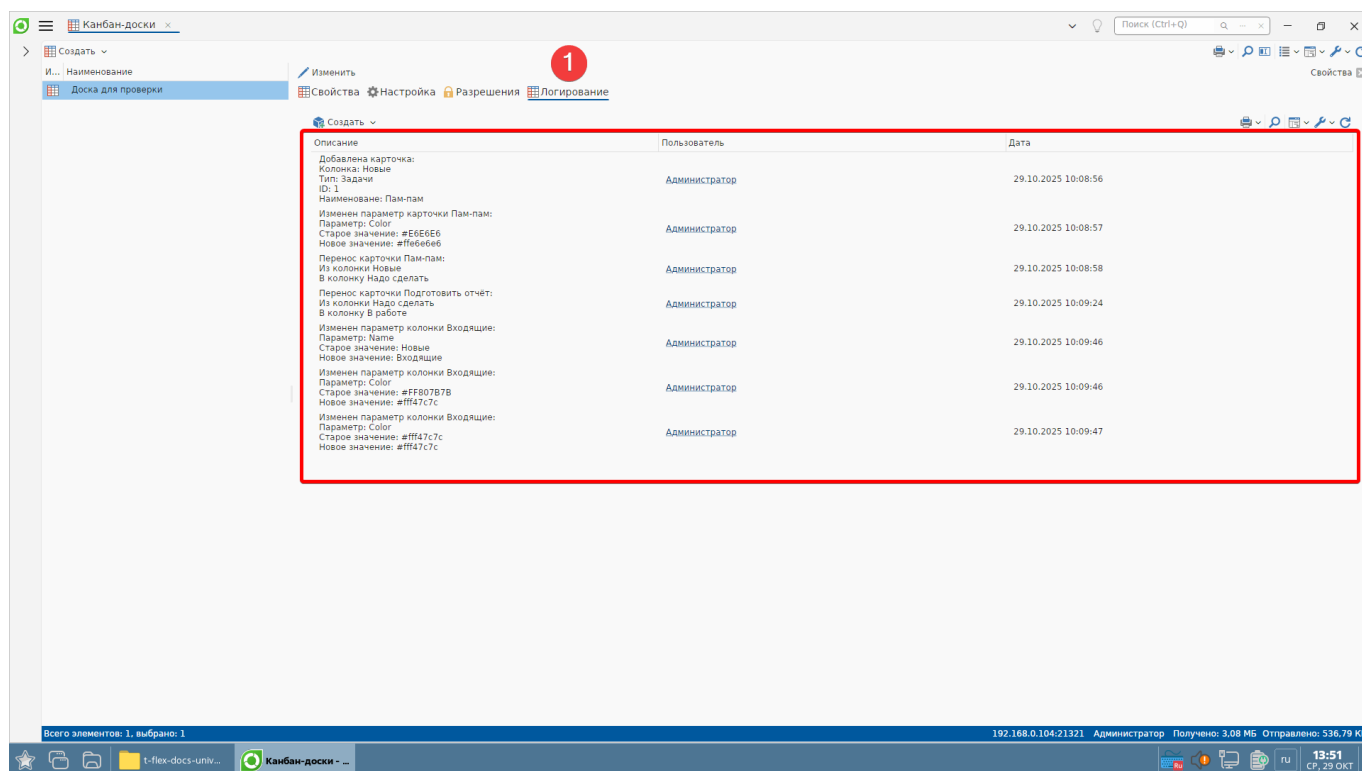 Канбан-доски
Поиск (Ctrl+Q)
Создать
И... Наименование
Доска для проверки
1
Изменить
Свойства
Свойства Настройка Разрешения Логирование
Создать
Описание Пользователь Дата
Добавлена карточка:
Колонка: Новые
Тип: Задачи
ID: 1
Наименование: Пам-пам
Администратор 29.10.2025 10:08:56
Изменен параметр карточки Пам-пам:
Параметр: Color
Старое значение: #E6E6E6
Новое значение: #ffe6e6e6
Администратор 29.10.2025 10:08:57
Перенос карточки Пам-пам:
Из колонки Новые
В колонку Надо сделать
Администратор 29.10.2025 10:08:58
Перенос карточки Подготовить отчёт:
Из колонки Надо сделать
В колонку В работе
Администратор 29.10.2025 10:09:24
Изменен параметр колонки Входящие:
Параметр: Name
Старое значение: Новые
Новое значение: Входящие
Администратор 29.10.2025 10:09:46
Изменен параметр колонки Входящие:
Параметр: Color
Старое значение: #FF807B7B
Новое значение: #fff47c7c
Администратор 29.10.2025 10:09:46
Изменен параметр колонки Входящие:
Параметр: Color
Старое значение: #fff47c7c
Новое значение: #fff47c7c
Администратор 29.10.2025 10:09:47
Всего элементов: 1, выбрано: 1
192.168.0.104:21321 Администратор Получено: 3,08 МБ Отправлено: 536,79 К
t-flex-docs-univ...
Канбан-доски - ...
Ru
ru
13:51
СР, 29 ОКТ